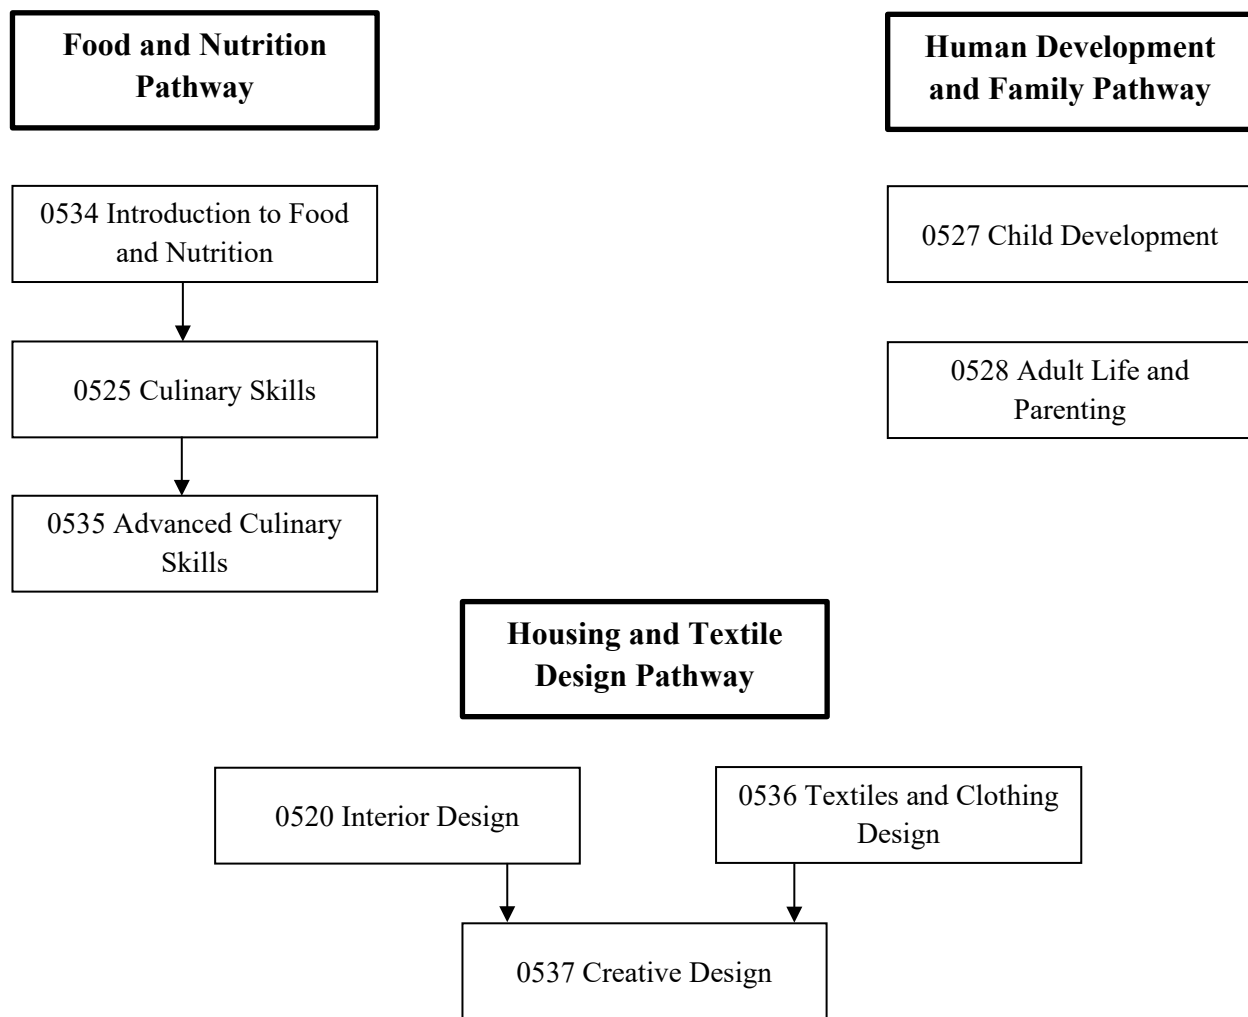 Food and Nutrition
Pathway
Human Development
and Family Pathway
0534 Introduction to Food
and Nutrition
0527 Child Development
0525 Culinary Skills
0528 Adult Life and
Parenting
0535 Advanced Culinary
Skills
Housing and Textile
Design Pathway
0520 Interior Design
0536 Textiles and Clothing
Design
0537 Creative Design